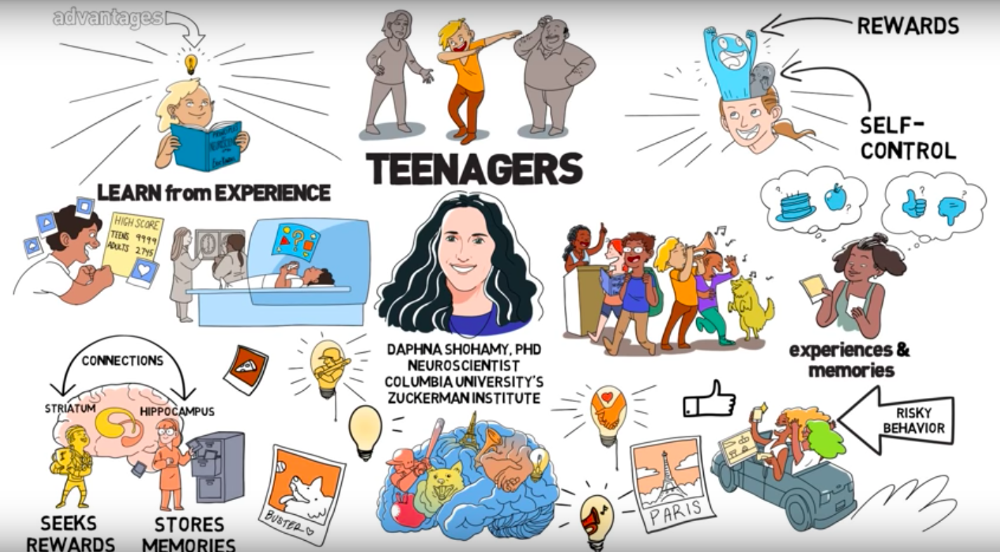 advantages
REWARDS
SELF-
CONTROL
PRINCIPLES
TEENAGERS
LEARN from EXPERIENCE
HIGH SCORE
TEENS 9999
ADULTS 2745
?
?
?
?
?
DAPHNA SHOHAMY, PHD
NEUROSCIENTIST
COLUMBIA UNIVERSITY'S
ZUCKERMAN INSTITUTE
experiences &
memories
CONNECTIONS
STRIATUM
HIPPOCAMPUS
RISKY
BEHAVIOR
BUSTER
PARIS
SEEKS
REWARDS
STORES
MEMORIES